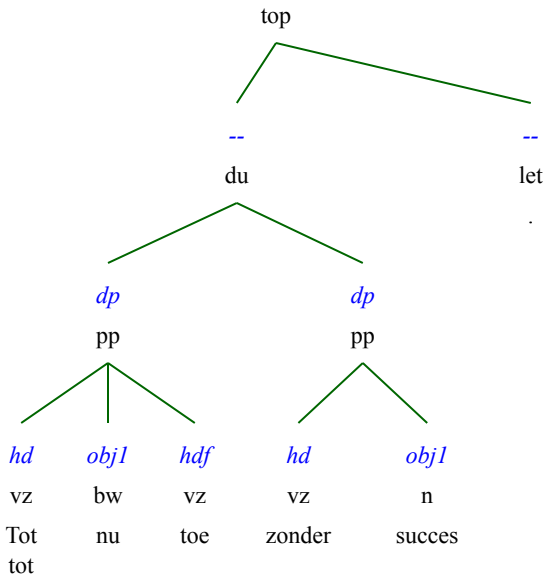 top
-- --
du let
.
dp dp
pp pp
hd obj1 hdf hd obj1
vz bw vz vz n
Tot nu toe zonder succes
tot